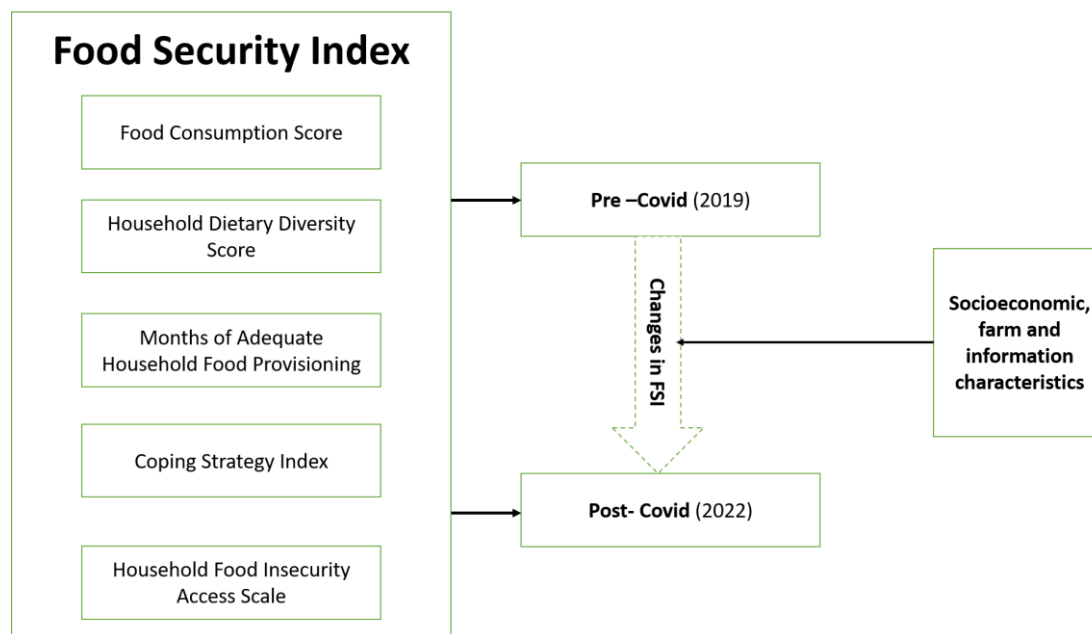 Food Security Index
Food Consumption Score
Household Dietary Diversity
Score
Months of Adequate
Household Food Provisioning
Coping Strategy Index
Household Food Insecurity
Access Scale
Pre –Covid (2019)
Changes in FSI
Post- Covid (2022)
Socioeconomic,
farm and
information
characteristics